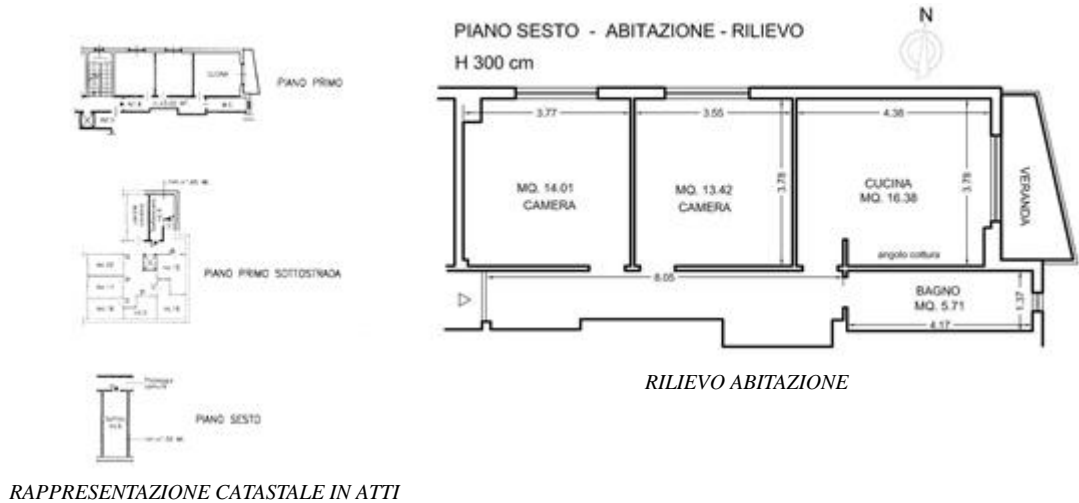 PIANO SESTO - ABITAZIONE - RILIEVO
H 300 cm
N
3.77
3.55
4.38
MQ. 14.01
CAMERA
MQ. 13.42
CAMERA
3.78
CUCINA
MQ. 16.38
3.78
VERANDA
angolo cottura
8.05
BAGNO
MQ. 5.71
1.37
4.17
RILIEVO ABITAZIONE
CUCINA
PIANO PRIMO
PIANO PRIMO SOTTOSTRADA
PIANO SESTO
RAPPRESENTAZIONE CATASTALE IN ATTI